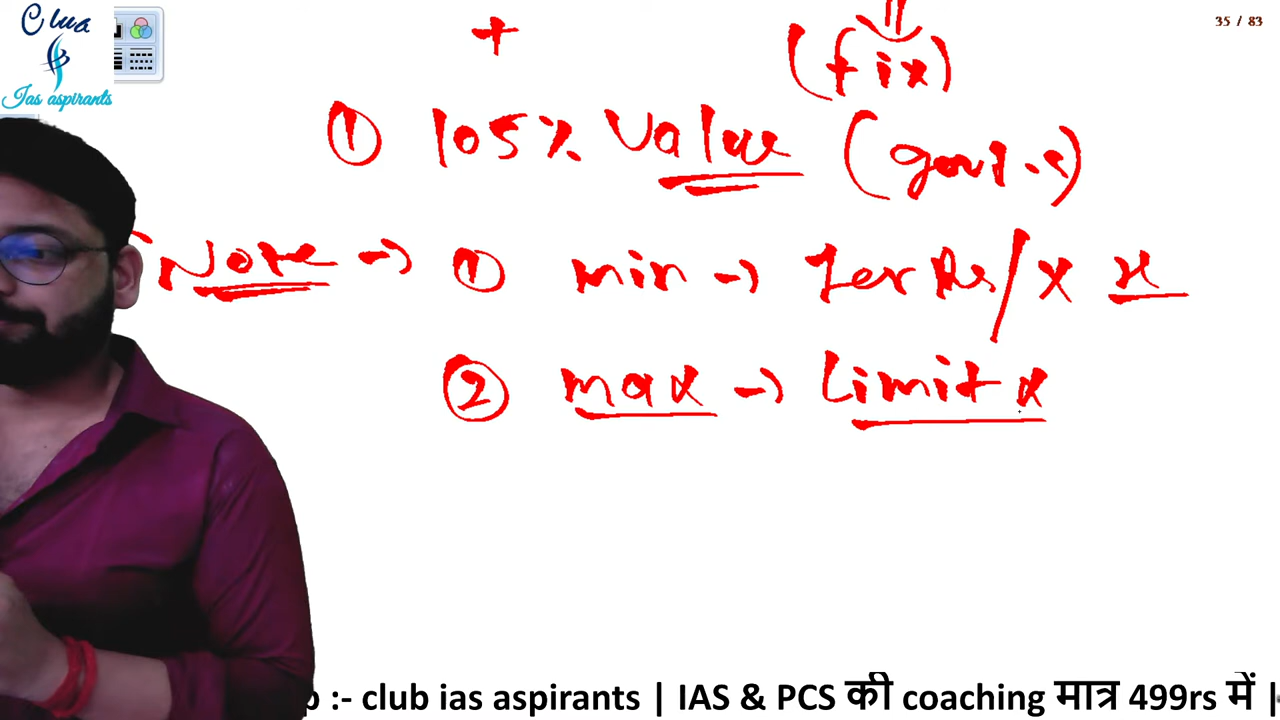 Club
Ias aspirants
35 / 83
+ (fix)
① 105% Value (govt.s)
Note → ① min → Zer Rs/x x
② max → Limit x
:- club ias aspirants | IAS & PCS की coaching मात्र 499rs में |